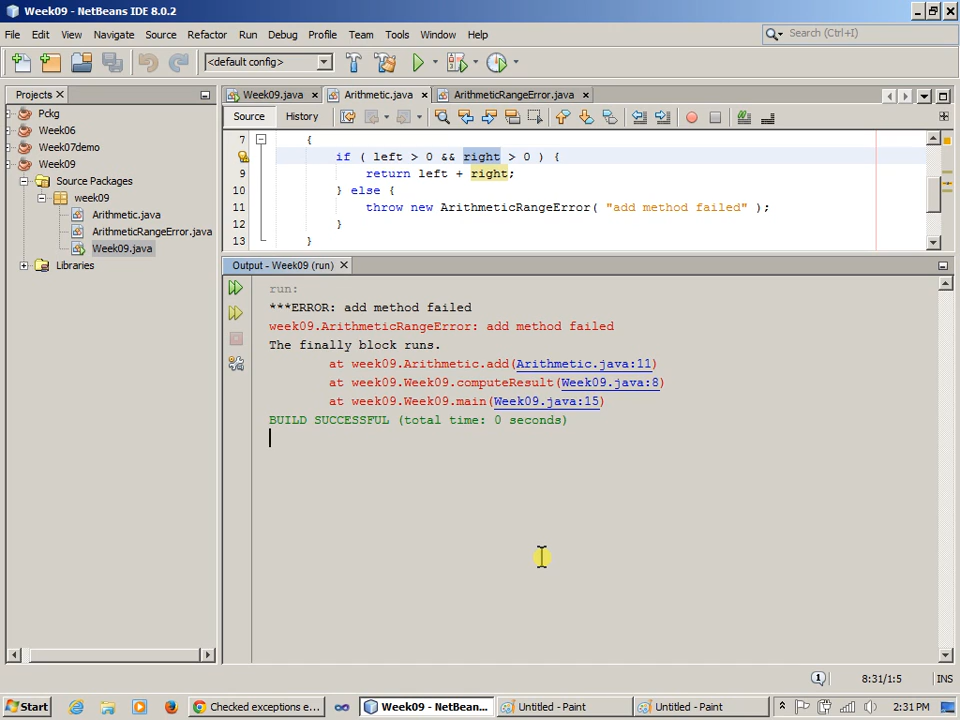 Week09 - NetBeans IDE 8.0.2
File Edit View Navigate Source Refactor Run Debug Profile Team Tools Window Help
Search (Ctrl+I)
<default config>
Projects
Week09.java
Arithmetic.java
ArithmeticRangeError.java
Source History
Pckg
Week06
Week07demo
Week09
Source Packages
week09
Arithmetic.java
ArithmeticRangeError.java
Week09.java
Libraries
7 {
if ( left > 0 && right > 0 ) {
9 return left + right;
10 } else {
11 throw new ArithmeticRangeError( "add method failed" );
12 }
13 }
Output - Week09 (run)
run:
***ERROR: add method failed
week09.ArithmeticRangeError: add method failed
The finally block runs.
at week09.Arithmetic.add(Arithmetic.java:11)
at week09.Week09.computeResult(Week09.java:8)
at week09.Week09.main(Week09.java:15)
BUILD SUCCESSFUL (total time: 0 seconds)
1
8:31/1:5
INS
Start
Checked exceptions e...
Week09 - NetBean...
Untitled - Paint
Untitled - Paint
2:31 PM